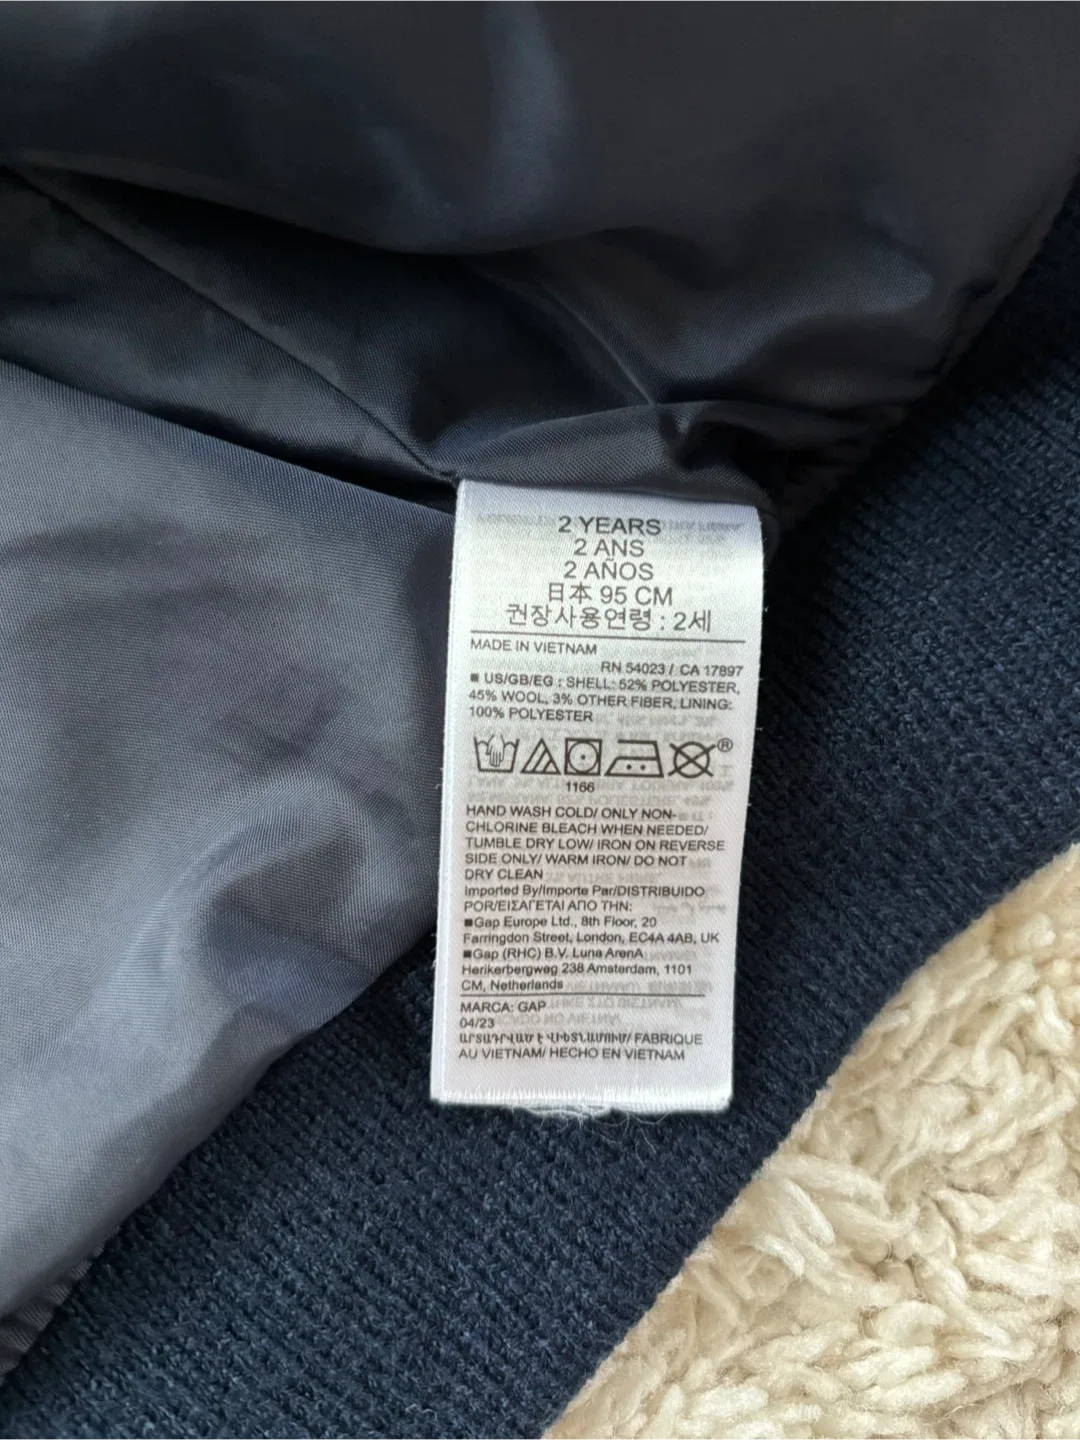 2 YEARS
2 ANS
2 AÑOS
日本 95 CM
권장사용연령 : 2세
MADE IN VIETNAM
RN 54023 / CA 17897
■ US/GB/EG : SHELL: 52% POLYESTER,
45% WOOL, 3% OTHER FIBER, LINING:
100% POLYESTER
®
1166
HAND WASH COLD/ ONLY NON-
CHLORINE BLEACH WHEN NEEDED/
TUMBLE DRY LOW/ IRON ON REVERSE
SIDE ONLY/ WARM IRON/ DO NOT
DRY CLEAN
Imported By/Importe Par/DISTRIBUIDO
POR/ΕΙΣΑΓΕΤΑΙ ΑΠΟ ΤΗΝ:
■Gap Europe Ltd., 8th Floor, 20
Farringdon Street, London, EC4A 4AB, UK
■Gap (RHC) B.V. Luna ArenA
Herikerbergweg 238 Amsterdam, 1101
CM, Netherlands
MARCA: GAP
04/23
ԱՐՏԱԴՐՎԱԾ Է ՎԻԵՏՆԱՄՈՒՄ/ FABRIQUE
AU VIETNAM/ HECHO EN VIETNAM